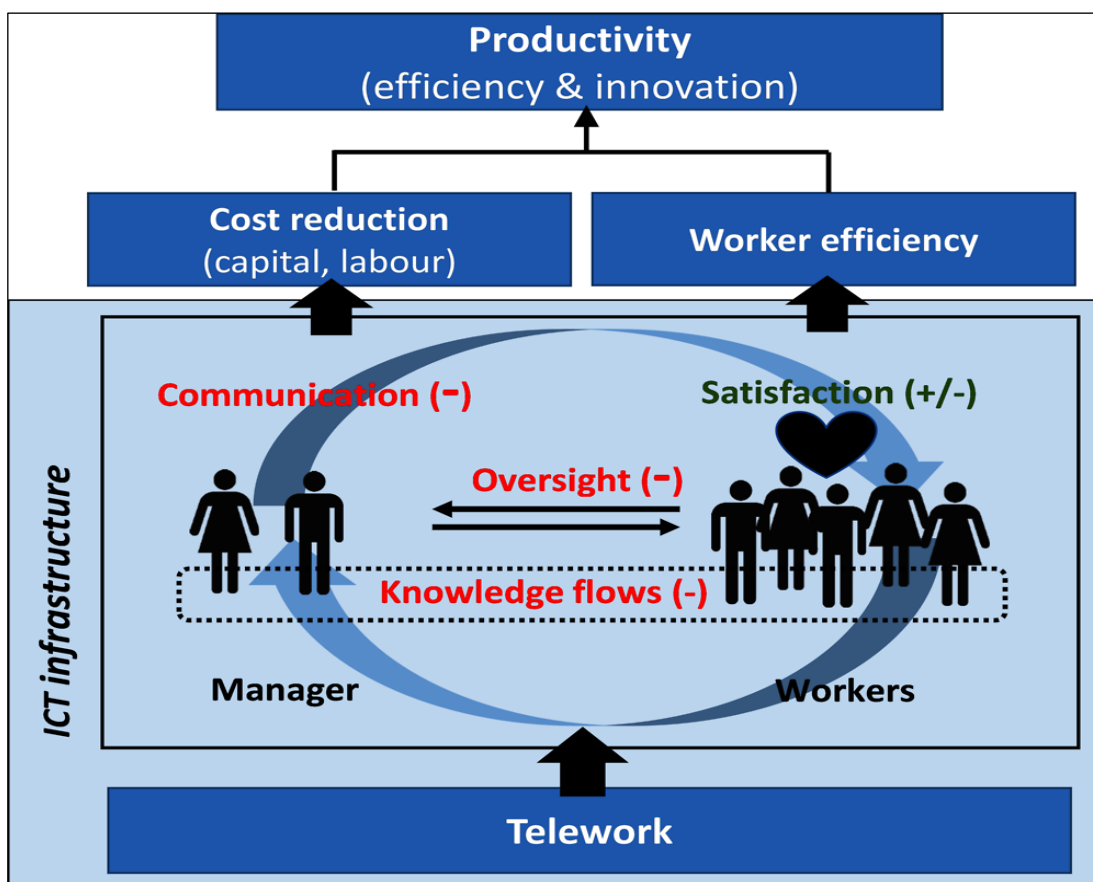 Productivity
(efficiency & innovation)
Cost reduction
(capital, labour)
Worker efficiency
Communication (-)
Satisfaction (+/-)
Oversight (-)
Knowledge flows (-)
Manager
Workers
ICT infrastructure
Telework